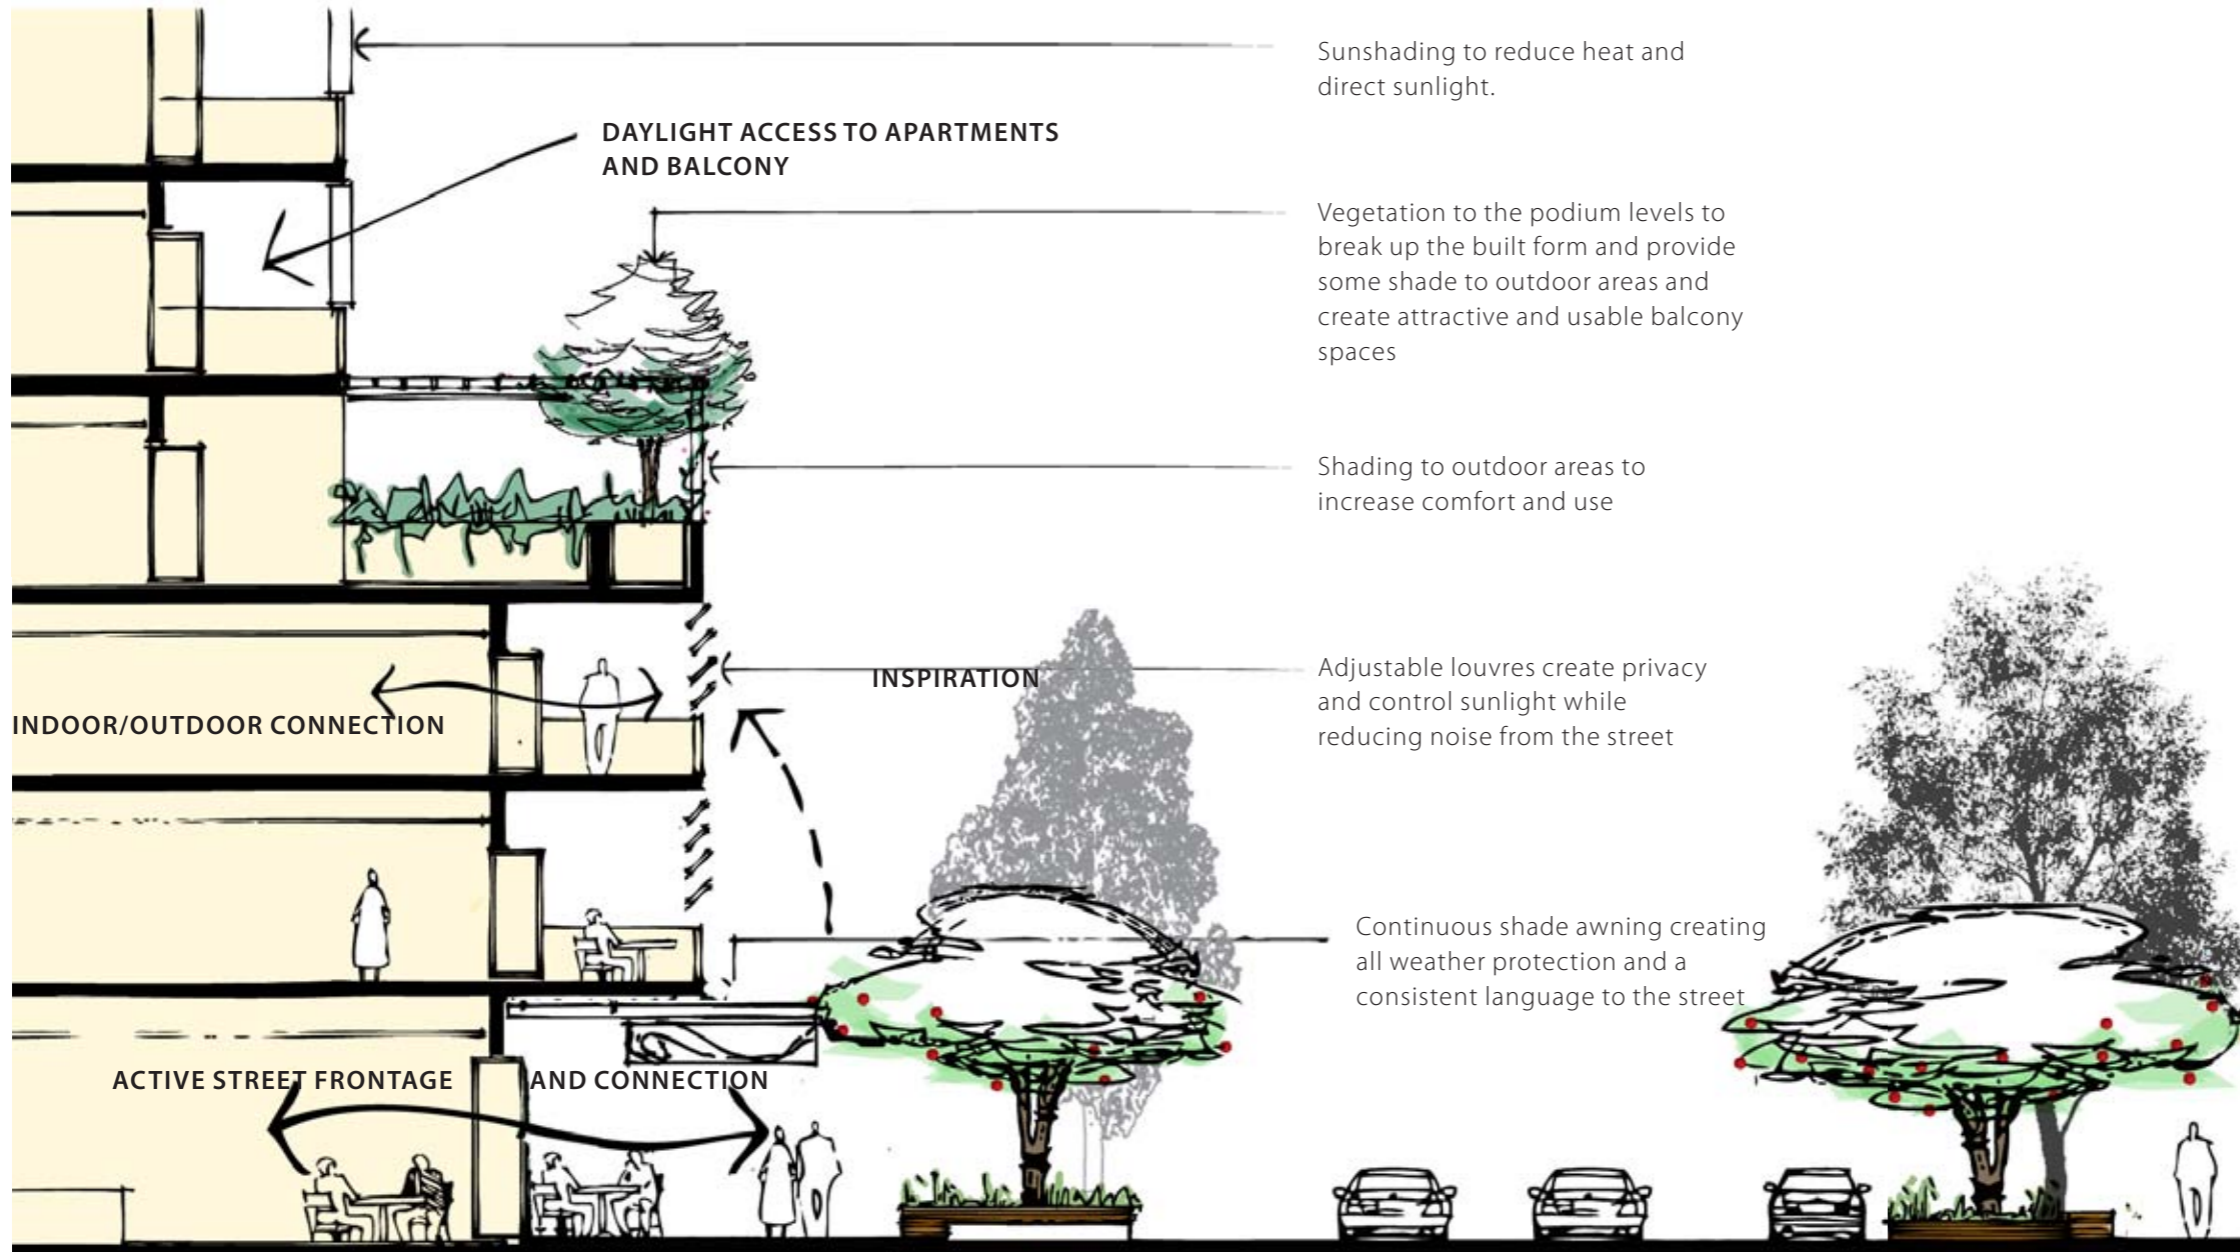 Sunshading to reduce heat and
direct sunlight.
DAYLIGHT ACCESS TO APARTMENTS
AND BALCONY
Vegetation to the podium levels to
break up the built form and provide
some shade to outdoor areas and
create attractive and usable balcony
spaces
Shading to outdoor areas to
increase comfort and use
INSPIRATION
Adjustable louvres create privacy
and control sunlight while
reducing noise from the street
INDOOR/OUTDOOR CONNECTION
Continuous shade awning creating
all weather protection and a
consistent language to the street
ACTIVE STREET FRONTAGE AND CONNECTION